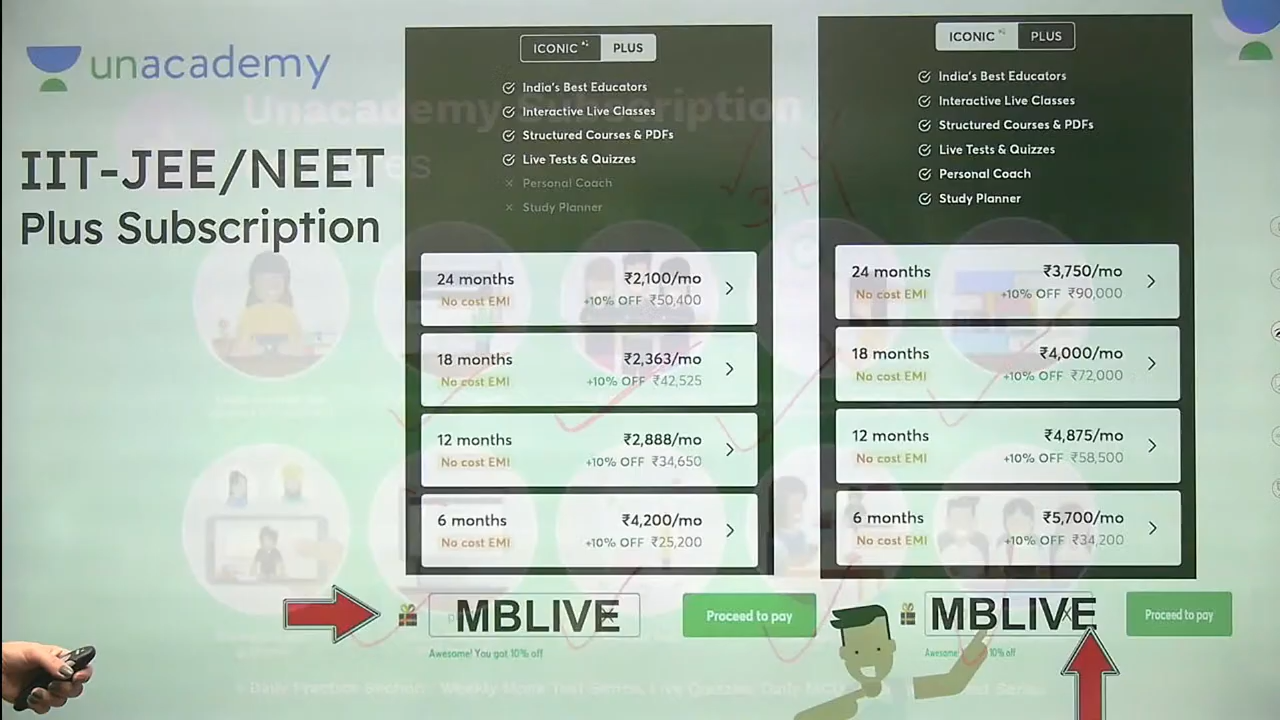 unacademy
IIT-JEE/NEET
Plus Subscription
Unacademy Subscription
ICONIC PLUS
India's Best Educators
Interactive Live Classes
Structured Courses & PDFs
Live Tests & Quizzes
Personal Coach
Study Planner
24 months ₹2,100/mo
No cost EMI +10% OFF ₹50,400
18 months ₹2,363/mo
No cost EMI +10% OFF ₹42,525
12 months ₹2,888/mo
No cost EMI +10% OFF ₹34,650
6 months ₹4,200/mo
No cost EMI +10% OFF ₹25,200
MBLIVE
Proceed to pay
Awesome! You got 10% off
ICONIC PLUS
India's Best Educators
Interactive Live Classes
Structured Courses & PDFs
Live Tests & Quizzes
Personal Coach
Study Planner
24 months ₹3,750/mo
No cost EMI +10% OFF ₹90,000
18 months ₹4,000/mo
No cost EMI +10% OFF ₹72,000
12 months ₹4,875/mo
No cost EMI +10% OFF ₹58,500
6 months ₹5,700/mo
No cost EMI +10% OFF ₹34,200
MBLIVE
Proceed to pay
10% off